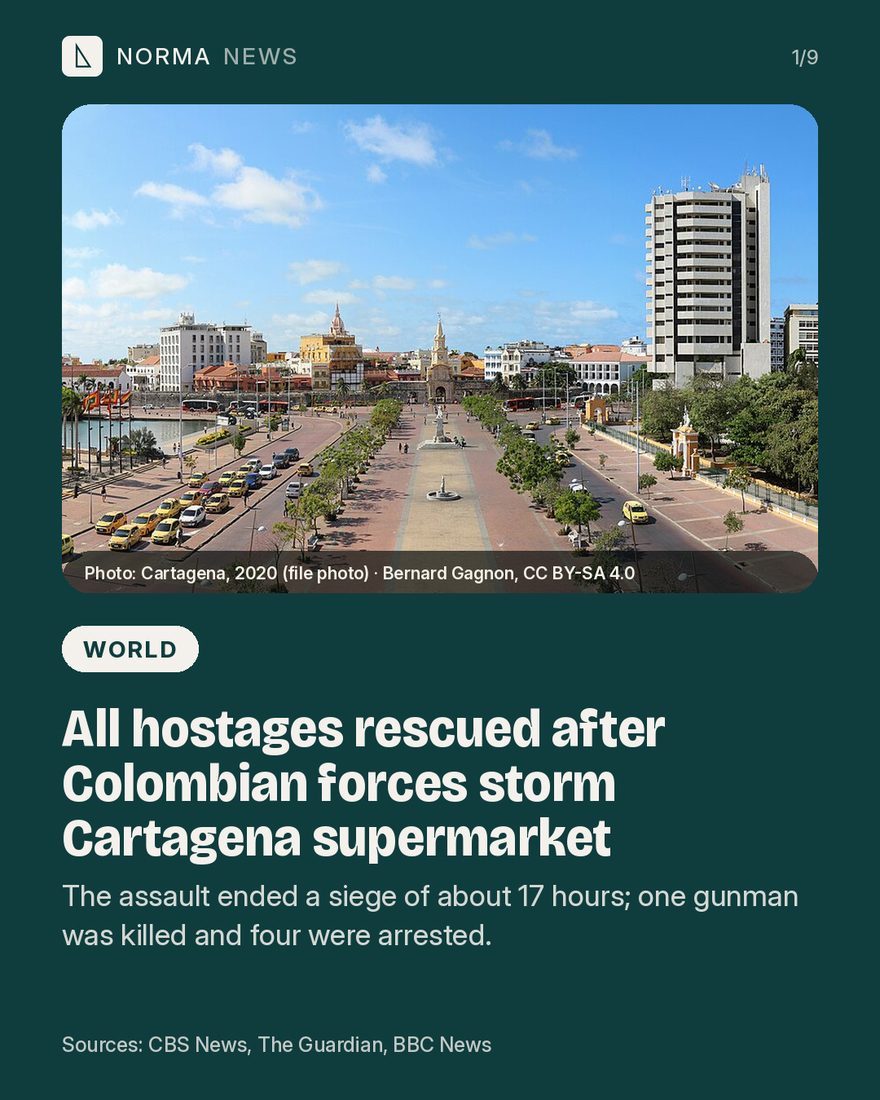 NORMA NEWS
1/9
Photo: Cartagena, 2020 (file photo) · Bernard Gagnon, CC BY-SA 4.0
WORLD
All hostages rescued after
Colombian forces storm
Cartagena supermarket
The assault ended a siege of about 17 hours; one gunman
was killed and four were arrested.
Sources: CBS News, The Guardian, BBC News